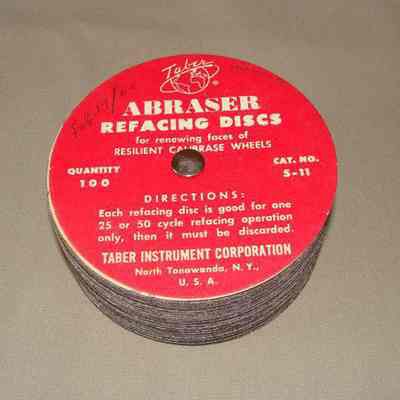 Taber
®
ABRASER
REFACING DISCS
for renewing faces of
RESILIENT CALIBRASE WHEELS
QUANTITY
100
CAT. NO.
S-11
DIRECTIONS:
Each refacing disc is good for one
25 or 50 cycle refacing operation
only, then it must be discarded.
TABER INSTRUMENT CORPORATION
North Tonawanda, N. Y.,
U. S. A.